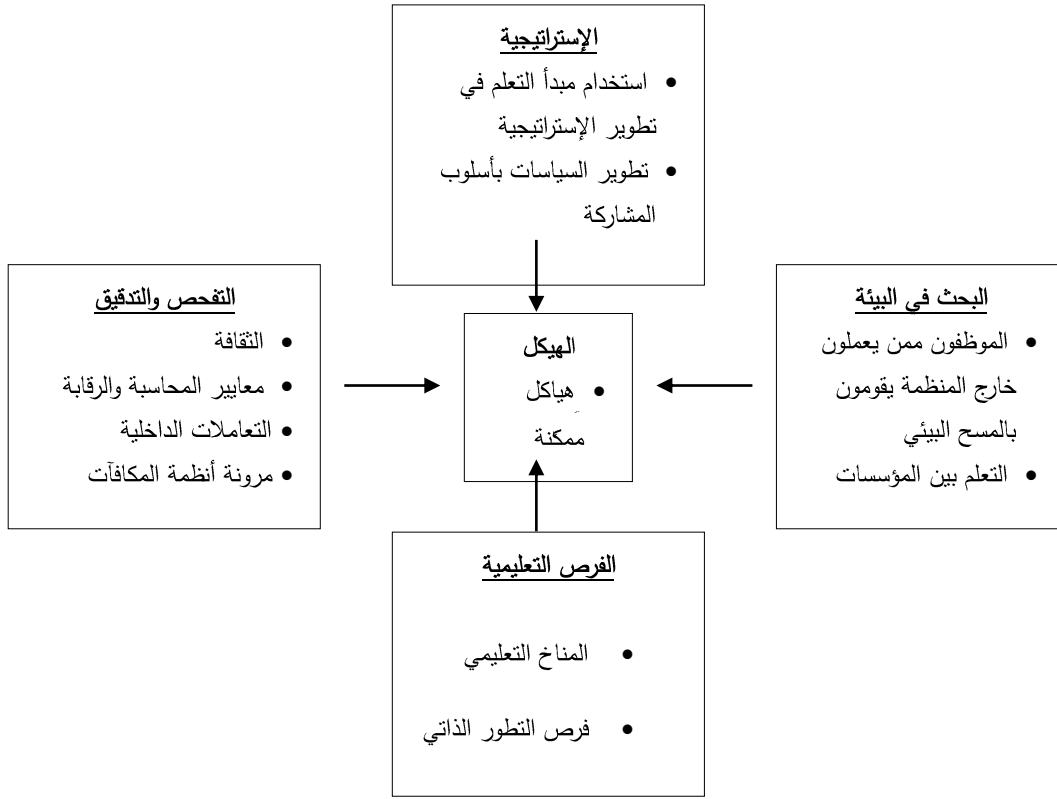 الإستراتيجية
• استخدام مبدأ التعلم في
تطوير الإستراتيجية
• تطوير السياسات بأسلوب
المشاركة
البحث في البيئة
• الموظفون ممن يعملون
خارج المنظمة يقومون
بالمسح البيئي
• التعلم بين المؤسسات
الهيكل
• هياكل
ممكنة
التفحص والتدقيق
• الثقافة
• معايير المحاسبة والرقابة
• التعاملات الداخلية
• مرونة أنظمة المكافآت
الفرص التعليمية
• المناخ التعليمي
• فرص التطور الذاتي